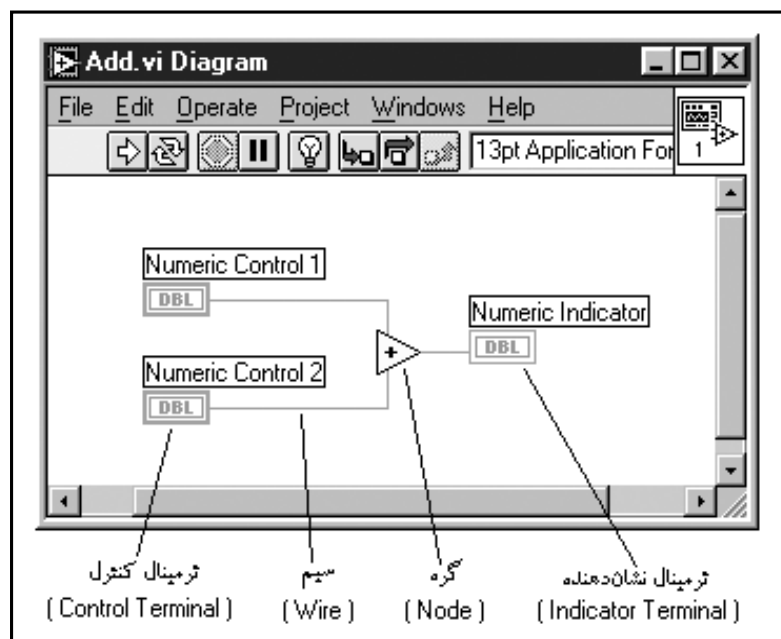 Add.vi Diagram
File Edit Operate Project Windows Help
13pt Application For
1
Numeric Control 1
DBL
Numeric Indicator
DBL
Numeric Control 2
DBL
ترمینال کنترل
(Control Terminal)
سیم
(Wire)
گره
(Node)
ترمینال نشان‌دهنده
(Indicator Terminal)